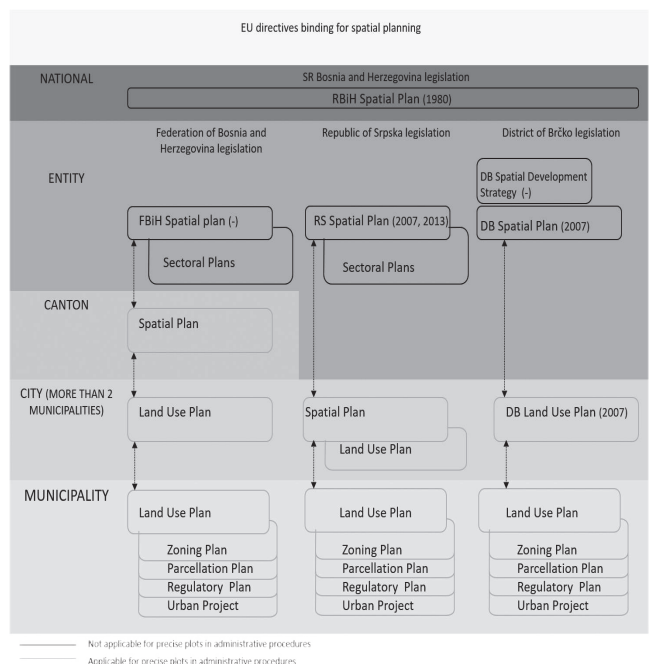 EU directives binding for spatial planning
NATIONAL
SR Bosnia and Herzegovina legislation
RBiH Spatial Plan (1980)
Federation of Bosnia and
Herzegovina legislation
Republic of Srpska legislation
District of Brčko legislation
ENTITY
DB Spatial Development
Strategy (-)
FBiH Spatial plan (-)
RS Spatial Plan (2007, 2013)
DB Spatial Plan (2007)
Sectoral Plans
Sectoral Plans
CANTON
Spatial Plan
CITY (MORE THAN 2
MUNICIPALITIES)
Land Use Plan
Spatial Plan
DB Land Use Plan (2007)
Land Use Plan
MUNICIPALITY
Land Use Plan
Land Use Plan
Land Use Plan
Zoning Plan
Zoning Plan
Zoning Plan
Parcellation Plan
Parcellation Plan
Parcellation Plan
Regulatory Plan
Regulatory Plan
Regulatory Plan
Urban Project
Urban Project
Urban Project
Not applicable for precise plots in administrative procedures
Applicable for precise plots in administrative procedures